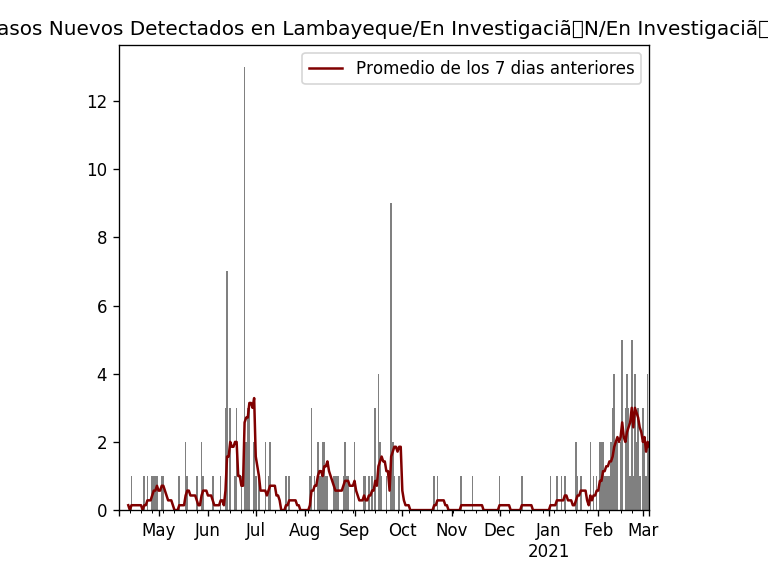 asos Nuevos Detectados en Lambayeque/En Investigaciã▯N/En Investigaciã▯
Promedio de los 7 dias anteriores
12
10
8
6
4
2
0
May Jun Jul Aug Sep Oct Nov Dec Jan Feb Mar
2021